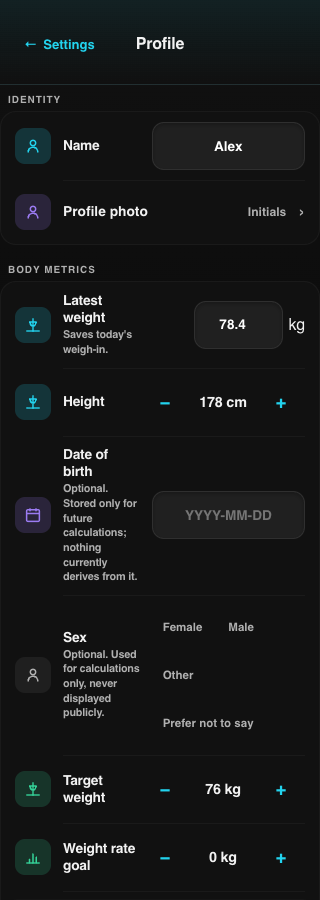 ← Settings
Profile
IDENTITY
Name
Alex
Profile photo
Initials ›
BODY METRICS
Latest
weight
Saves today's
weigh-in.
78.4
kg
Height
− 178 cm +
Date of
birth
Optional.
Stored only for
future
calculations;
nothing
currently
derives from it.
YYYY-MM-DD
Sex
Optional. Used
for calculations
only, never
displayed
publicly.
Female Male
Other
Prefer not to say
Target
weight
− 76 kg +
Weight rate
goal
− 0 kg +